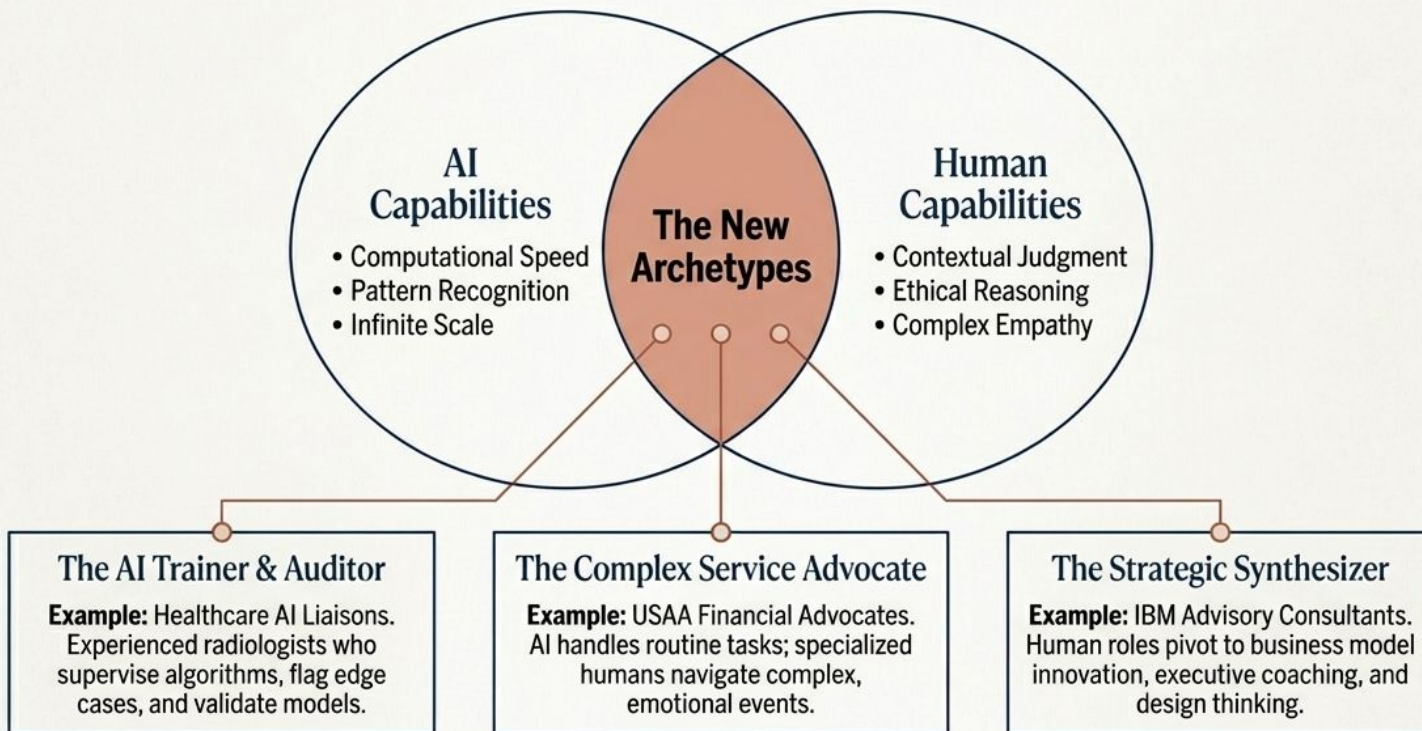 AI
Capabilities
• Computational Speed
• Pattern Recognition
• Infinite Scale
The New
Archetypes
Human
Capabilities
• Contextual Judgment
• Ethical Reasoning
• Complex Empathy
The AI Trainer & Auditor
Example: Healthcare AI Liaisons.
Experienced radiologists who
supervise algorithms, flag edge
cases, and validate models.
The Complex Service Advocate
Example: USAA Financial Advocates.
AI handles routine tasks; specialized
humans navigate complex,
emotional events.
The Strategic Synthesizer
Example: IBM Advisory Consultants.
Human roles pivot to business model
innovation, executive coaching, and
design thinking.